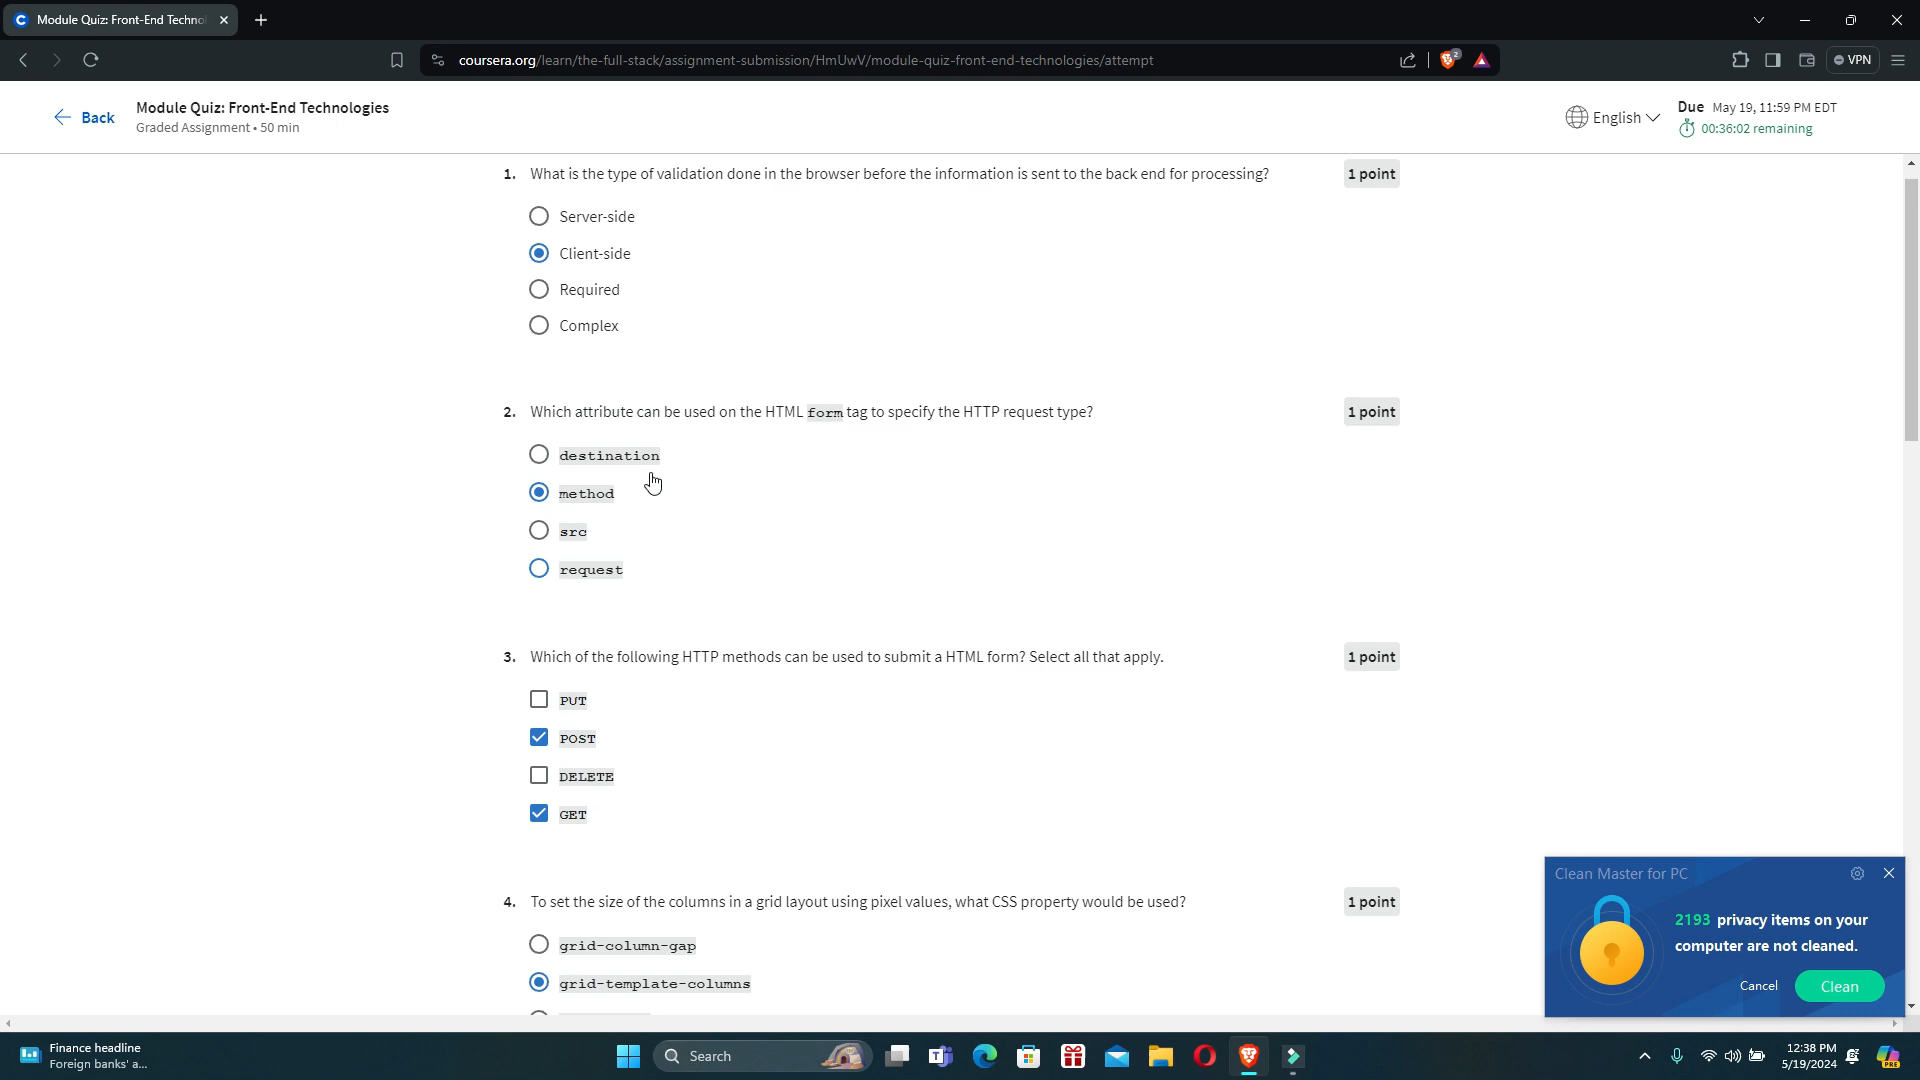 Module Quiz: Front-End Techno
coursera.org/learn/the-full-stack/assignment-submission/HmUwV/module-quiz-front-end-technologies/attempt
2
VPN
Back
Module Quiz: Front-End Technologies
Graded Assignment • 50 min
English
Due May 19, 11:59 PM EDT
00:36:02 remaining
1. What is the type of validation done in the browser before the information is sent to the back end for processing?
1 point
Server-side
Client-side
Required
Complex
2. Which attribute can be used on the HTML form tag to specify the HTTP request type?
1 point
destination
method
src
request
3. Which of the following HTTP methods can be used to submit a HTML form? Select all that apply.
1 point
PUT
POST
DELETE
GET
4. To set the size of the columns in a grid layout using pixel values, what CSS property would be used?
1 point
grid-column-gap
grid-template-columns
Clean Master for PC
2193 privacy items on your
computer are not cleaned.
Cancel
Clean
Finance headline
Foreign banks' a...
Search
12:38 PM
5/19/2024
PRE